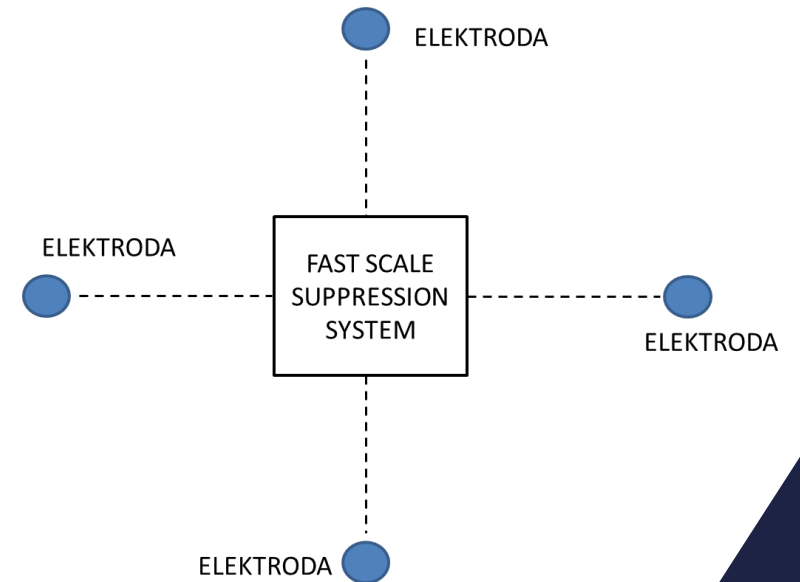 ELEKTRODA
ELEKTRODA
FAST SCALE
SUPPRESSION
SYSTEM
ELEKTRODA
ELEKTRODA